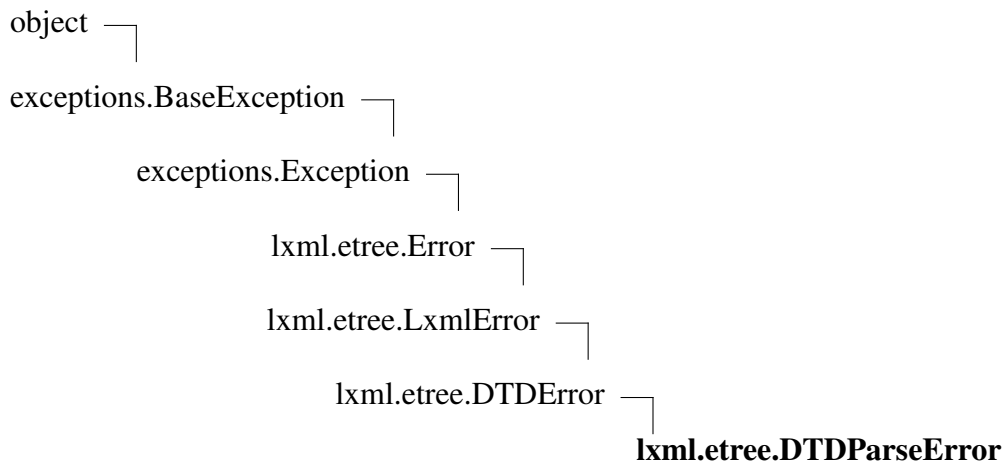 object
exceptions.BaseException
exceptions.Exception
lxml.etree.Error
lxml.etree.LxmlError
lxml.etree.DTDError
lxml.etree.DTDParseError